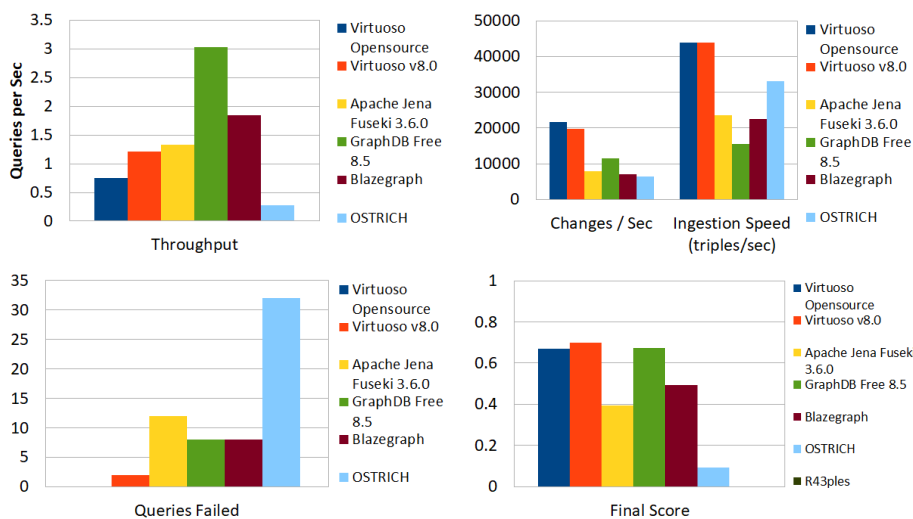 3.5
3
2.5
2
1.5
1
0.5
0
Queries per Sec
Throughput
Virtuoso
Opensource
Virtuoso v8.0
Apache Jena
Fuseki 3.6.0
GraphDB Free
8.5
Blazegraph
OSTRICH
50000
40000
30000
20000
10000
0
Changes / Sec
Ingestion Speed
(triples/sec)
Virtuoso
Opensource
Virtuoso v8.0
Apache Jena
Fuseki 3.6.0
GraphDB Free
8.5
Blazegraph
OSTRICH
35
30
25
20
15
10
5
0
Queries Failed
Virtuoso
Opensource
Virtuoso v8.0
Apache Jena
Fuseki 3.6.0
GraphDB Free
8.5
Blazegraph
OSTRICH
1
0.8
0.6
0.4
0.2
0
Final Score
Virtuoso
Opensource
Virtuoso v8.0
Apache Jena Fusek
3.6.0
GraphDB Free 8.5
Blazegraph
OSTRICH
R43ples